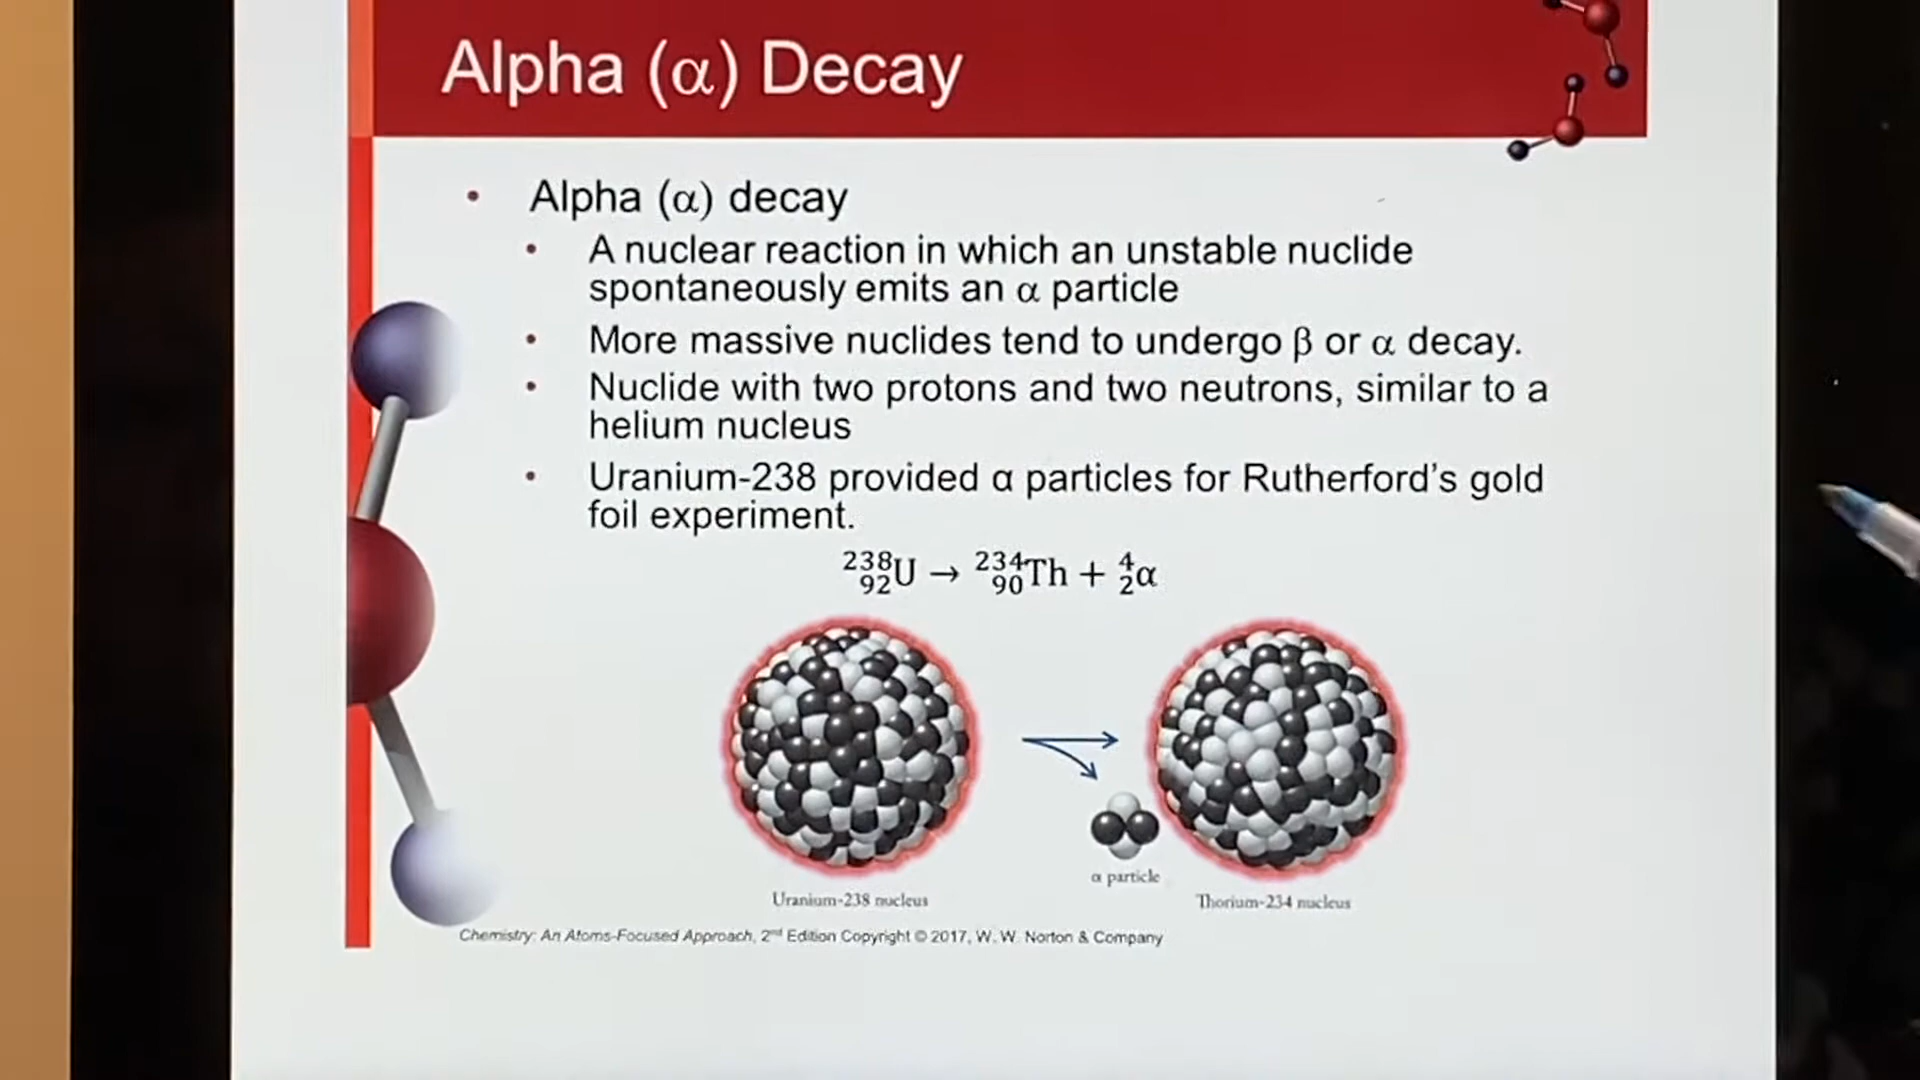 Alpha (α) Decay
• Alpha (α) decay
• A nuclear reaction in which an unstable nuclide
spontaneously emits an α particle
• More massive nuclides tend to undergo β or α decay.
• Nuclide with two protons and two neutrons, similar to a
helium nucleus
• Uranium-238 provided α particles for Rutherford’s gold
foil experiment.
²³⁸₉₂U → ²³⁴₉₀Th + ⁴₂α
α particle
Uranium-238 nucleus
Thorium-234 nucleus
Chemistry: An Atoms-Focused Approach, 2nd Edition Copyright © 2017, W. W. Norton & Company